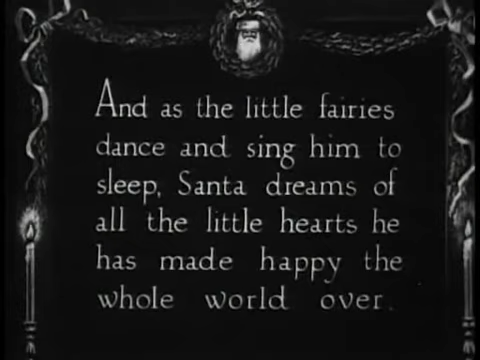 And as the little fairies
dance and sing him to
sleep, Santa dreams of
all the little hearts he
has made happy the
whole world over.